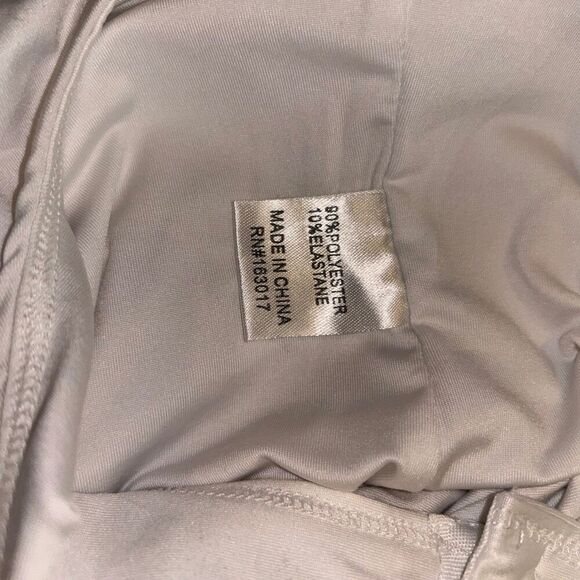 90%POLYESTER
10%ELASTANE
MADE IN CHINA
RN#163017